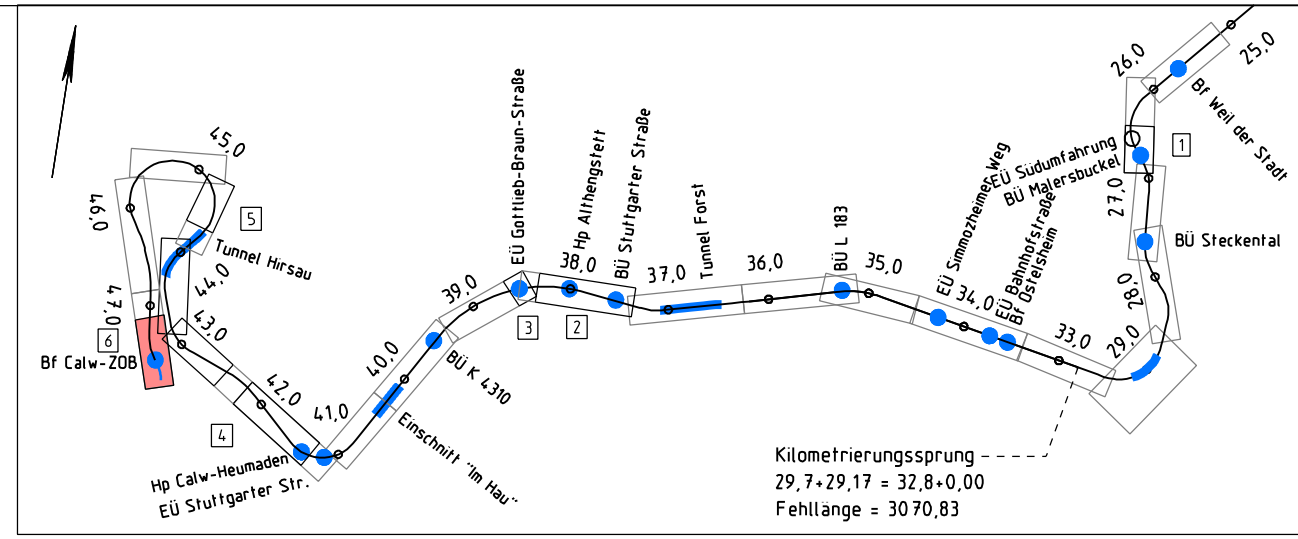 45,0
46,0
47,0
5
Tunnel Hirsau
44,0
43,0
6
Bf Calw-ZOB
42,0
4
41,0
Hp Calw-Heumaden
EÜ Stuttgarter Str.
40,0
Einschnitt "Im Hau"
BÜ K 4310
39,0
EÜ Gottlieb-Braun-Straße
3
38,0
2
Hp Althengstett
BÜ Stuttgarter Straße
37,0
Tunnel Forst
36,0
BÜ L 183
35,0
EÜ Simmozheimer Weg
34,0
EÜ Bahnhofstraße
Bf Ostelsheim
33,0
Kilometrierungssprung
29,7+29,17 = 32,8+0,00
Fehllänge = 3070,83
29,0
28,0
BÜ Steckental
27,0
EÜ Südumfahrung
BÜ Malersbuckel
1
26,0
Bf Weil der Stadt
25,0